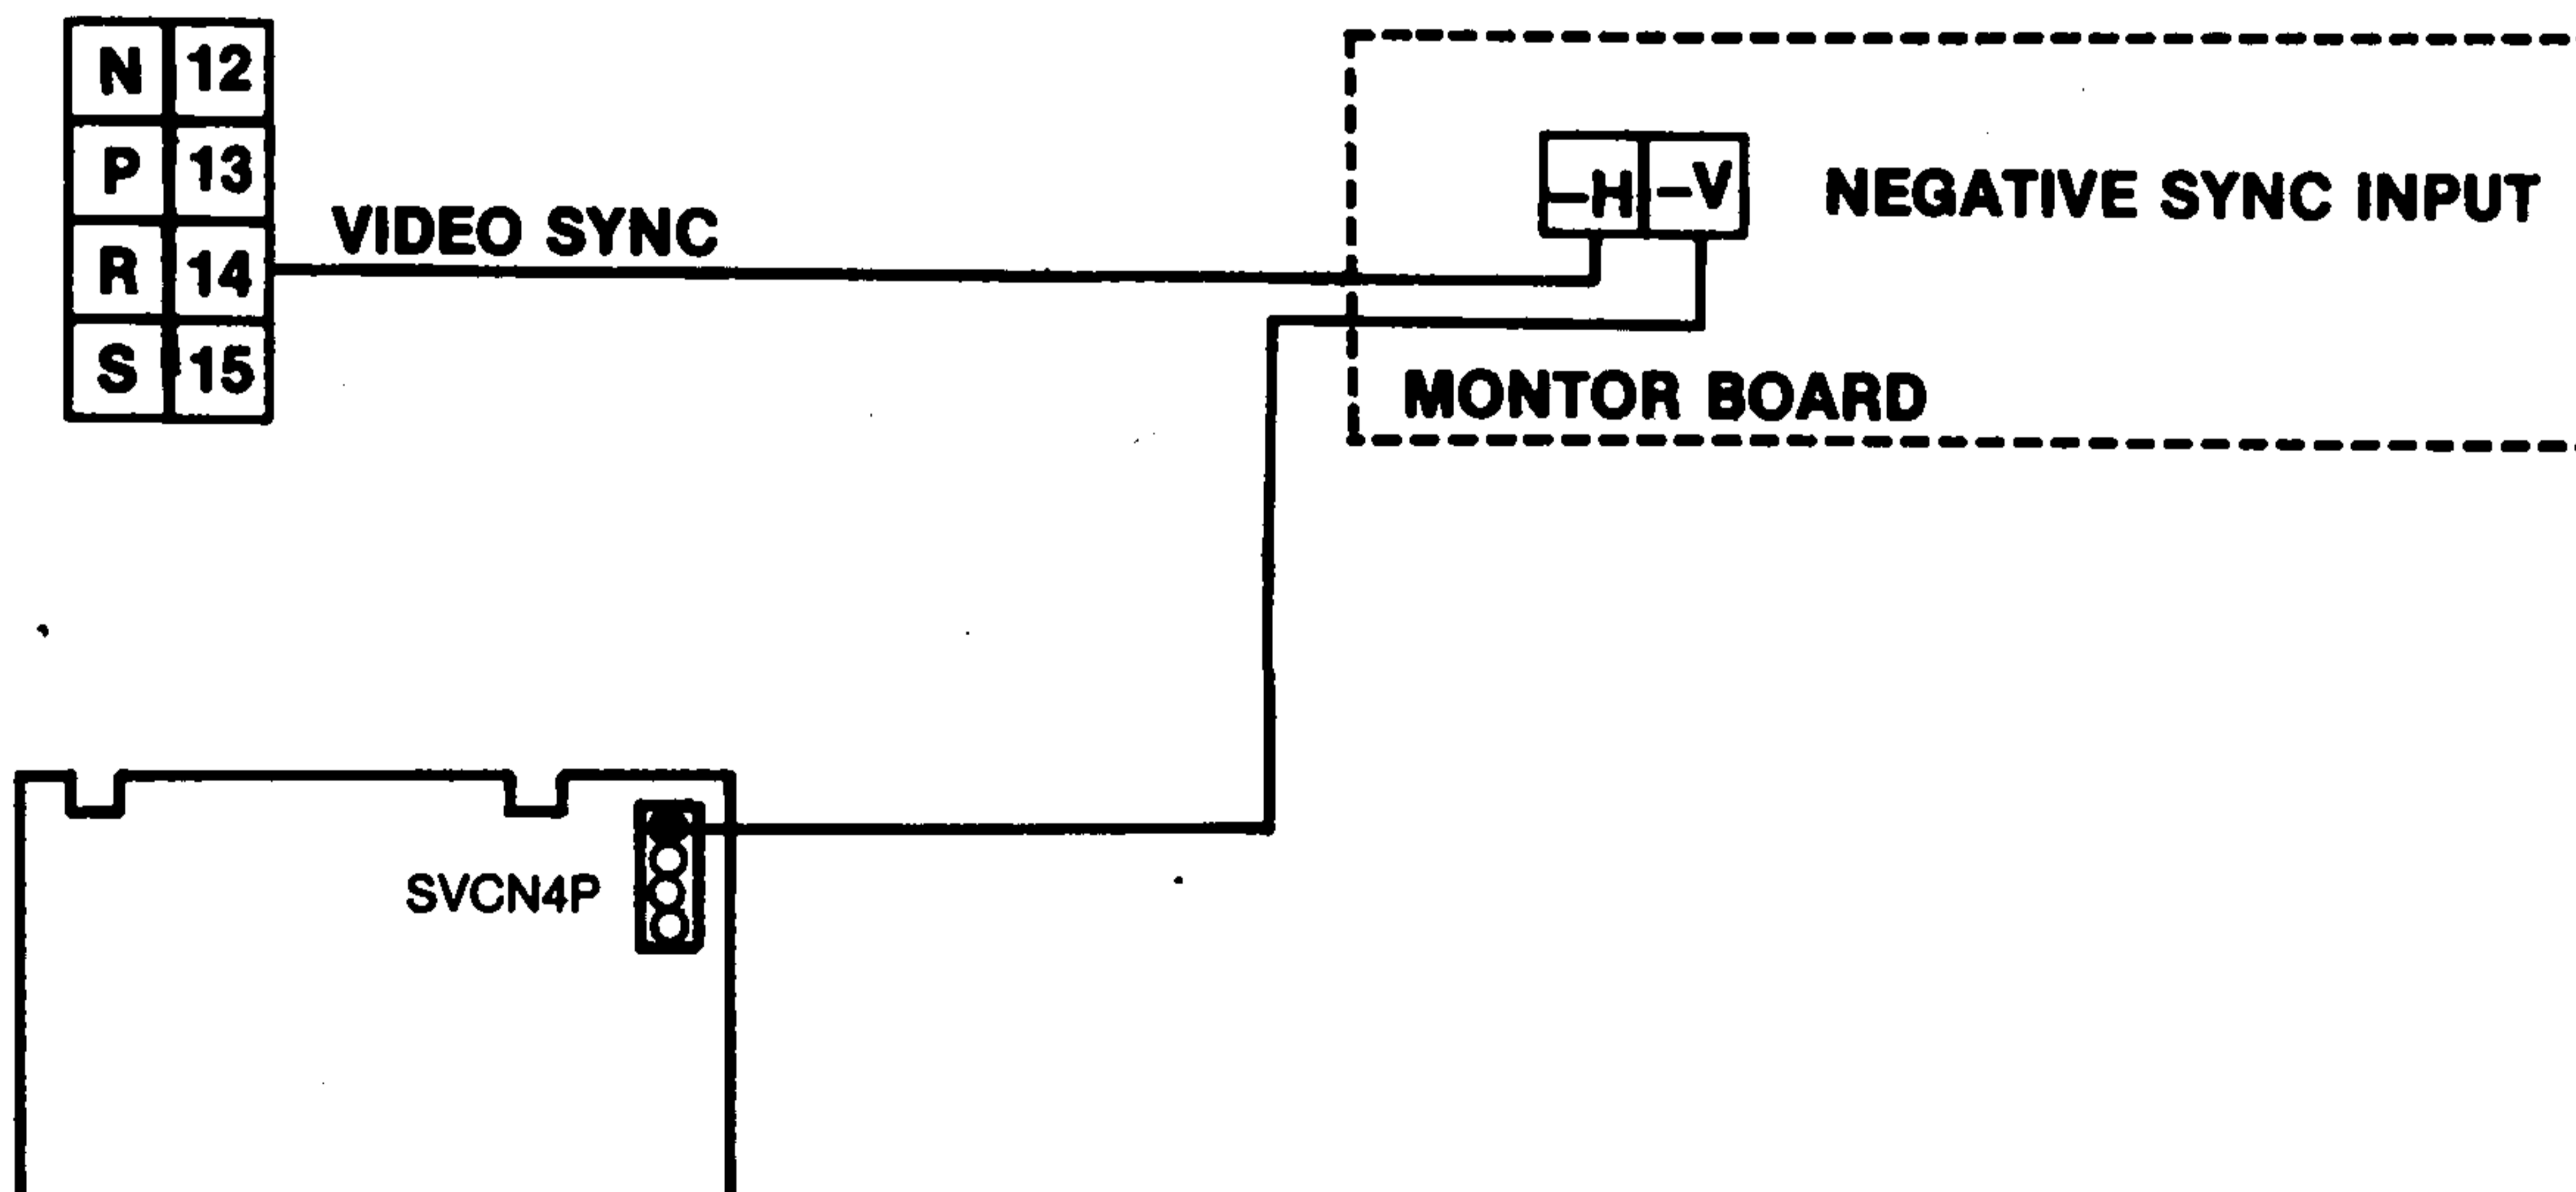 N 12
P 13
R 14
S 15
VIDEO SYNC
-H -V
NEGATIVE SYNC INPUT
MONTOR BOARD
SVCN4P